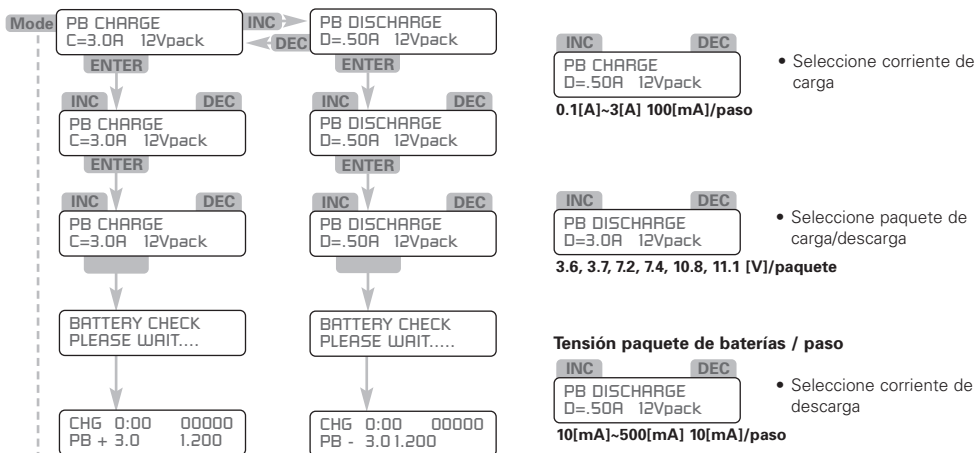 Mode
PB CHARGE
C=3.0A 12Vpack
INC
DEC
PB DISCHARGE
D=.50A 12Vpack
ENTER
ENTER
INC DEC
PB CHARGE
C=3.0A 12Vpack
ENTER
INC DEC
PB DISCHARGE
D=.50A 12Vpack
ENTER
INC DEC
PB CHARGE
C=3.0A 12Vpack
INC DEC
PB DISCHARGE
D=.50A 12Vpack
BATTERY CHECK
PLEASE WAIT....
BATTERY CHECK
PLEASE WAIT.....
CHG 0:00 00000
PB + 3.0 1.200
CHG 0:00 00000
PB - 3.01.200
INC DEC
PB CHARGE
D=.50A 12Vpack
0.1[A]~3[A] 100[mA]/paso
• Seleccione corriente de
carga
INC DEC
PB DISCHARGE
D=3.0A 12Vpack
3.6, 3.7, 7.2, 7.4, 10.8, 11.1 [V]/paquete
• Seleccione paquete de
carga/descarga
Tensión paquete de baterías / paso
INC DEC
PB DISCHARGE
D=.50A 12Vpack
10[mA]~500[mA] 10[mA]/paso
• Seleccione corriente de
descarga